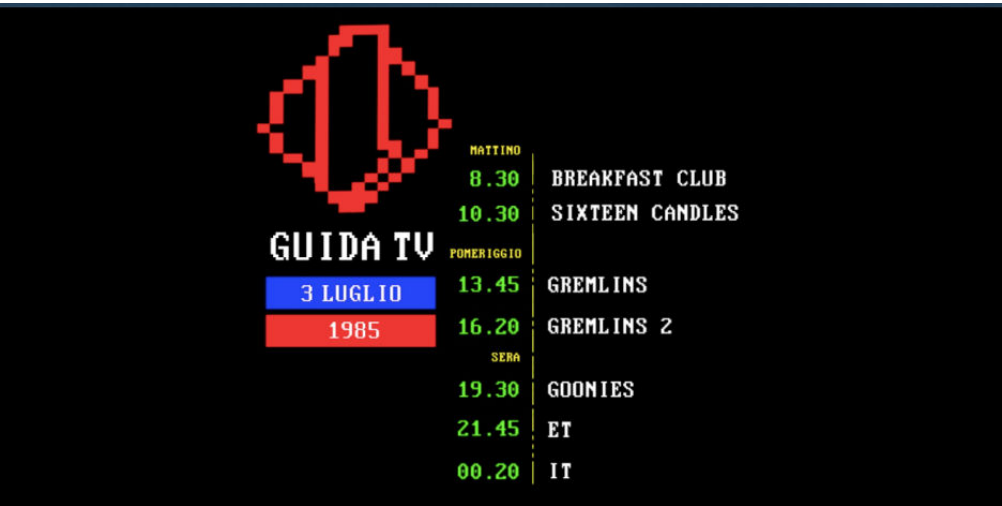 GUIDA TV
3 LUGLIO
1985
MATTINO
8.30 BREAKFAST CLUB
10.30 SIXTEEN CANDLES
POMERIGGIO
13.45 GREMLINS
16.20 GREMLINS 2
SERA
19.30 GOONIES
21.45 ET
00.20 IT